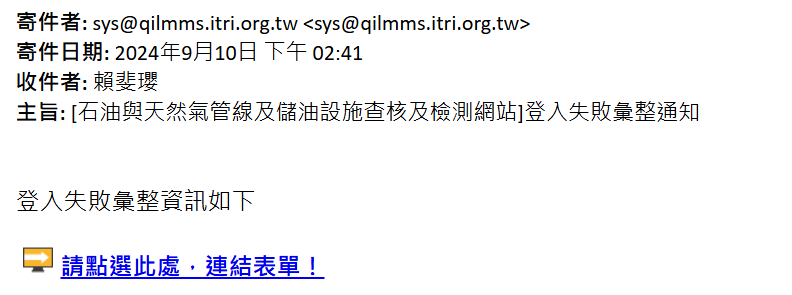 寄件者: sys@qilmms.itri.org.tw <sys@qilmms.itri.org.tw>
寄件日期: 2024年9月10日 下午 02:41
收件者: 賴斐瓔
主旨: [石油與天然氣管線及儲油設施查核及檢測網站]登入失敗彙整通知
登入失敗彙整資訊如下
請點選此處，連結表單！